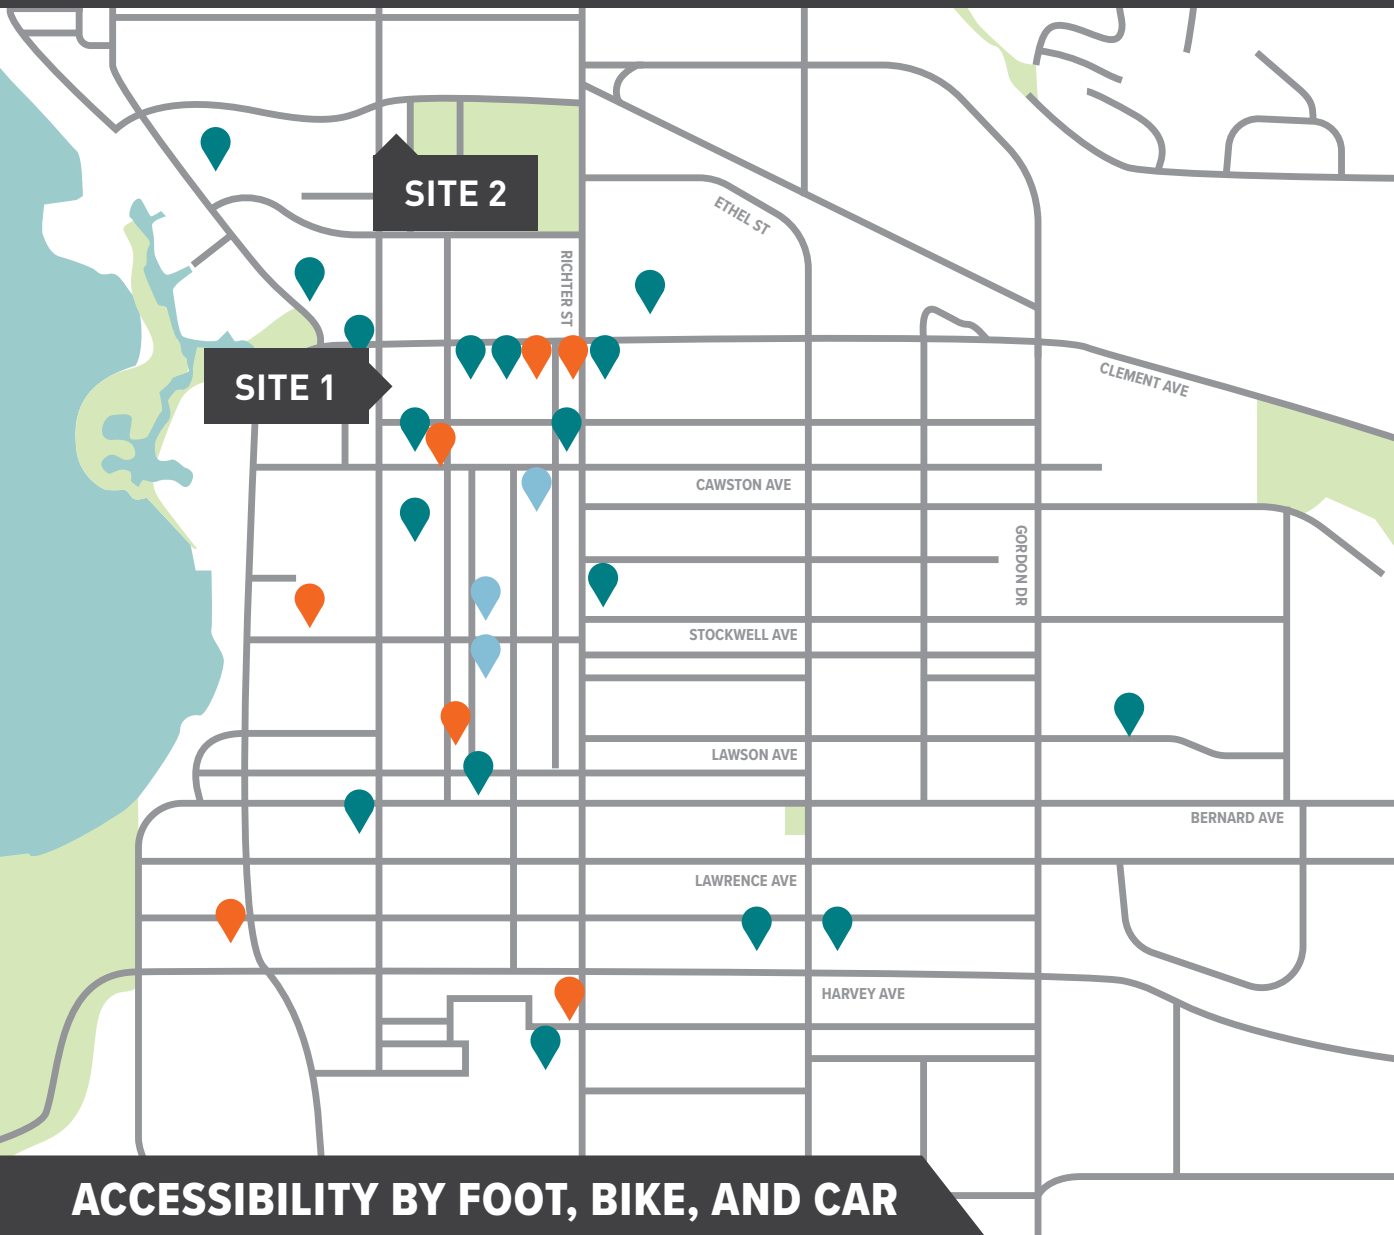 SITE 2
ETHEL ST
RICHTER ST
SITE 1
CLEMENT AVE
CAWSTON AVE
GORDON DR
STOCKWELL AVE
LAWSON AVE
BERNARD AVE
LAWRENCE AVE
HARVEY AVE
ACCESSIBILITY BY FOOT, BIKE, AND CAR